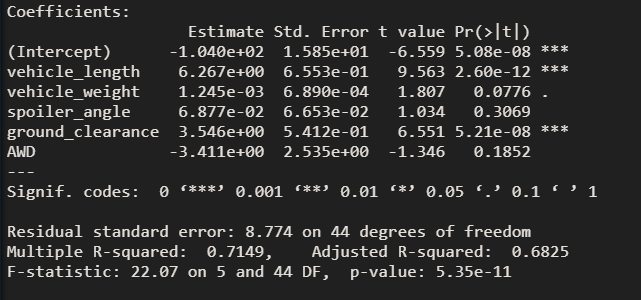 Coefficients:
Estimate Std. Error t value Pr(>|t|)
(Intercept) -1.040e+02 1.585e+01 -6.559 5.08e-08 ***
vehicle_length 6.267e+00 6.553e-01 9.563 2.60e-12 ***
vehicle_weight 1.245e-03 6.890e-04 1.807 0.0776 .
spoiler_angle 6.877e-02 6.653e-02 1.034 0.3069
ground_clearance 3.546e+00 5.412e-01 6.551 5.21e-08 ***
AWD -3.411e+00 2.535e+00 -1.346 0.1852
---
Signif. codes: 0 ‘***’ 0.001 ‘**’ 0.01 ‘*’ 0.05 ‘.’ 0.1 ‘ ’ 1
Residual standard error: 8.774 on 44 degrees of freedom
Multiple R-squared: 0.7149, Adjusted R-squared: 0.6825
F-statistic: 22.07 on 5 and 44 DF, p-value: 5.35e-11